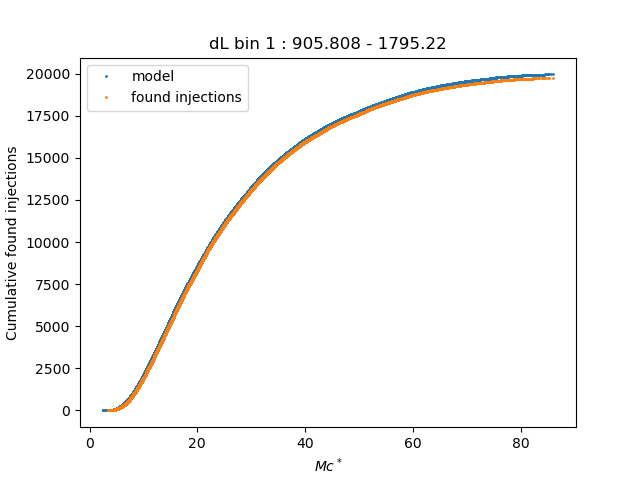 dL bin 1 : 905.808 - 1795.22
model
found injections
Cumulative found injections
20000
17500
15000
12500
10000
7500
5000
2500
0
0 20 40 60 80
Mc*